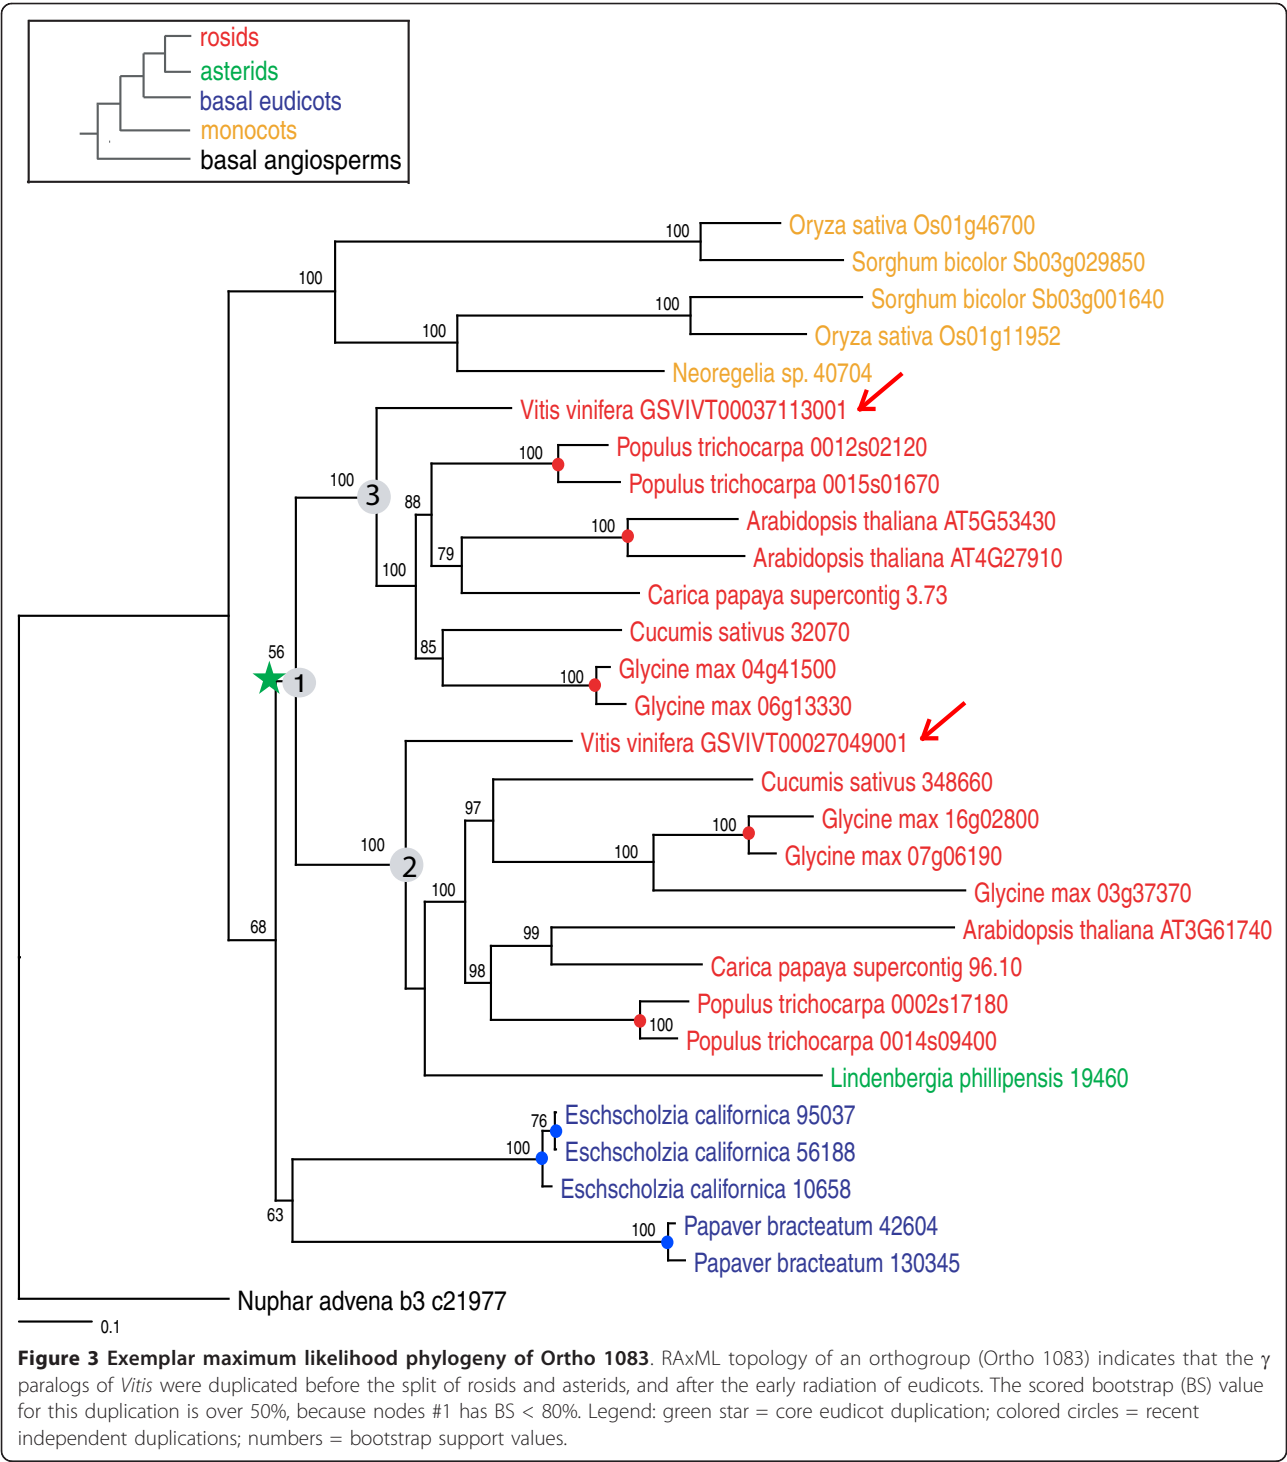 rosids
asterids
basal eudicots
monocots
basal angiosperms
100
Oryza sativa Os01g46700
Sorghum bicolor Sb03g029850
100
100
Sorghum bicolor Sb03g001640
100
Oryza sativa Os01g11952
Neoregelia sp. 40704
Vitis vinifera GSVIVT00037113001
100
Populus trichocarpa 0012s02120
100
3
Populus trichocarpa 0015s01670
88
100
Arabidopsis thaliana AT5G53430
79
Arabidopsis thaliana AT4G27910
100
Carica papaya supercontig 3.73
Cucumis sativus 32070
85
56
1
100
Glycine max 04g41500
Glycine max 06g13330
Vitis vinifera GSVIVT00027049001
Cucumis sativus 348660
97
100
Glycine max 16g02800
100
2
100
Glycine max 07g06190
100
Glycine max 03g37370
68
99
Arabidopsis thaliana AT3G61740
98
Carica papaya supercontig 96.10
Populus trichocarpa 0002s17180
100
Populus trichocarpa 0014s09400
Lindenbergia phillipensis 19460
76
Eschscholzia californica 95037
100
Eschscholzia californica 56188
Eschscholzia californica 10658
63
100
Papaver bracteatum 42604
Papaver bracteatum 130345
Nuphar advena b3 c21977
0.1
Figure 3 Exemplar maximum likelihood phylogeny of Ortho 1083. RAxML topology of an orthogroup (Ortho 1083) indicates that the γ
paralogs of Vitis were duplicated before the split of rosids and asterids, and after the early radiation of eudicots. The scored bootstrap (BS) value
for this duplication is over 50%, because nodes #1 has BS < 80%. Legend: green star = core eudicot duplication; colored circles = recent
independent duplications; numbers = bootstrap support values.